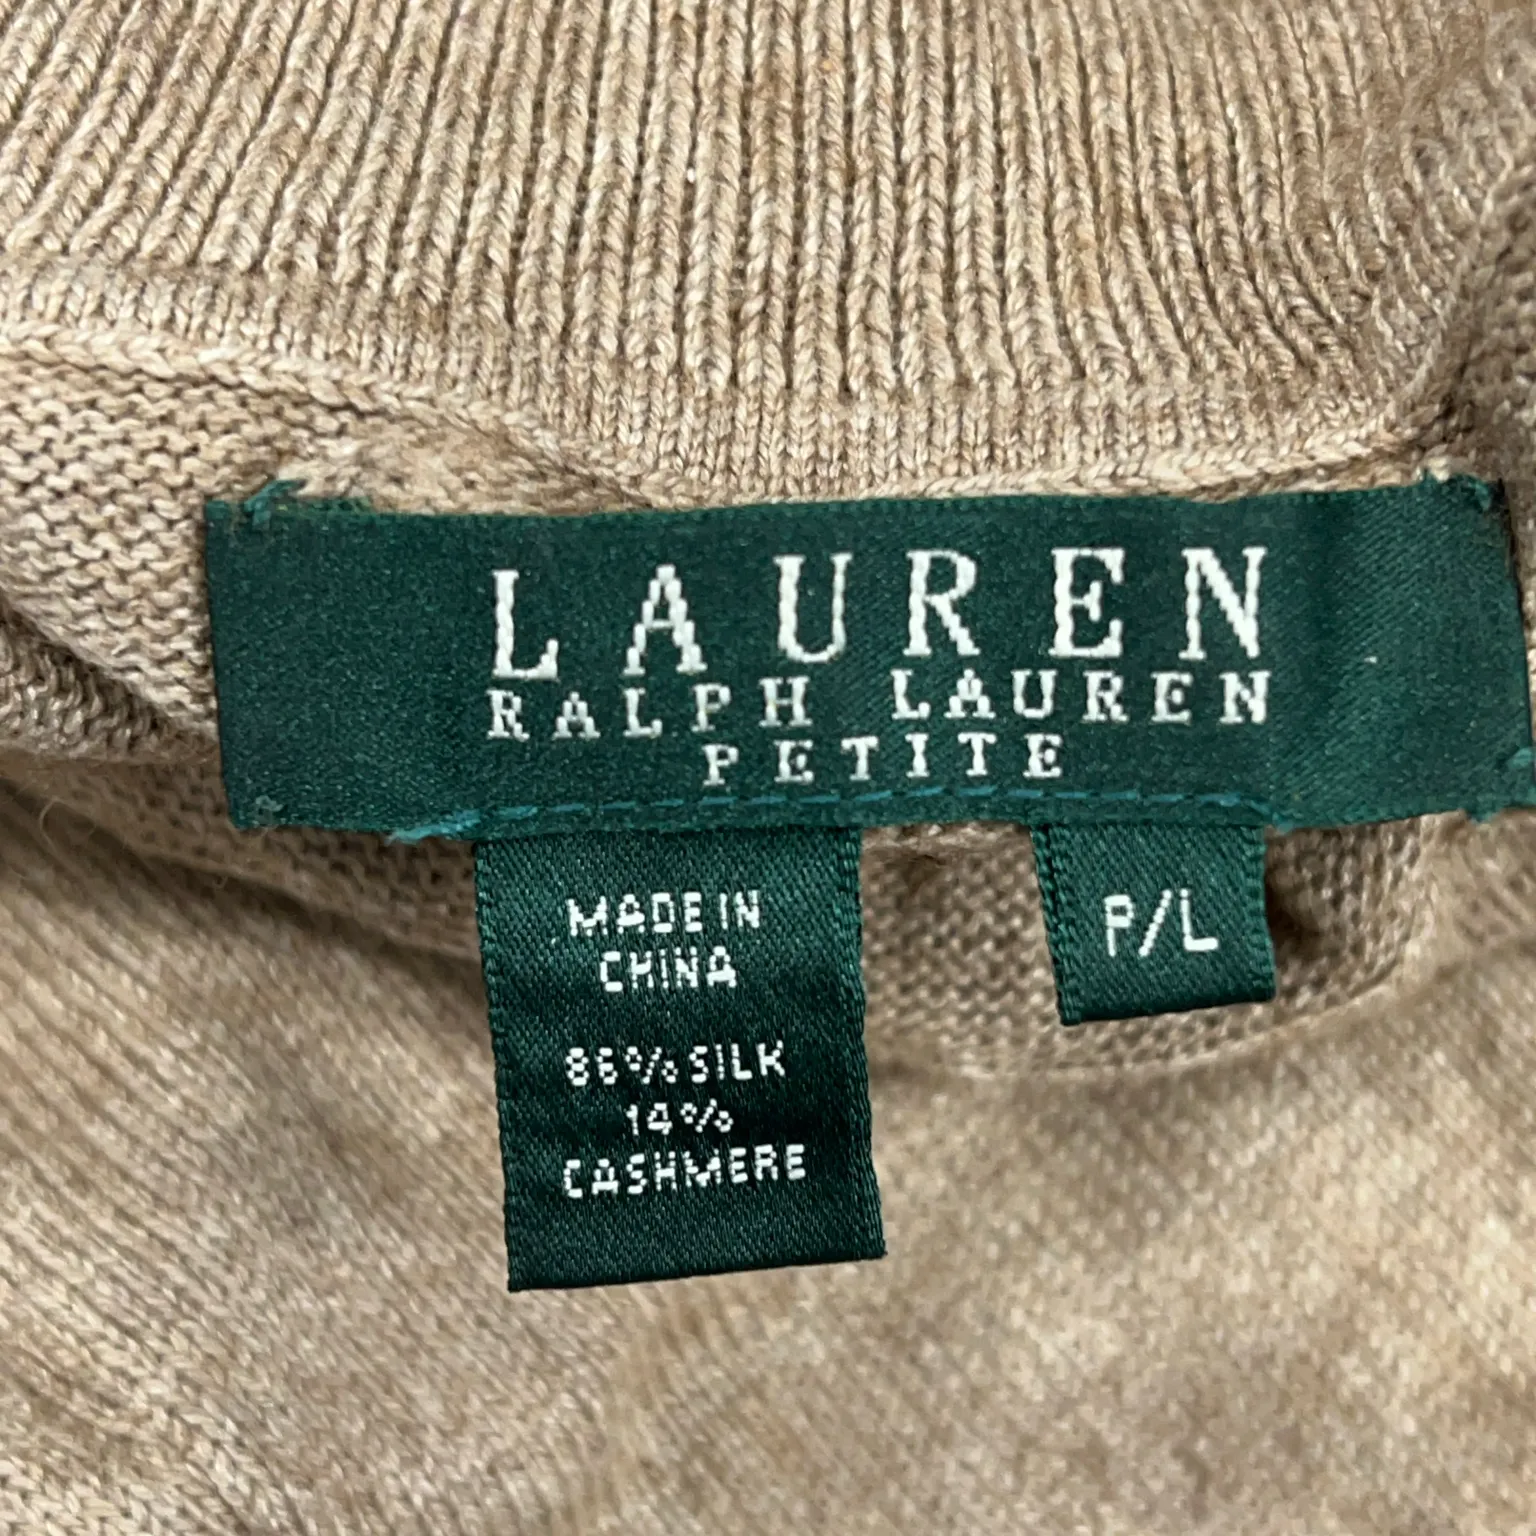 LAUREN
RALPH LAUREN
PETITE
MADE IN
CHINA
P/L
86% SILK
14%
CASHMERE